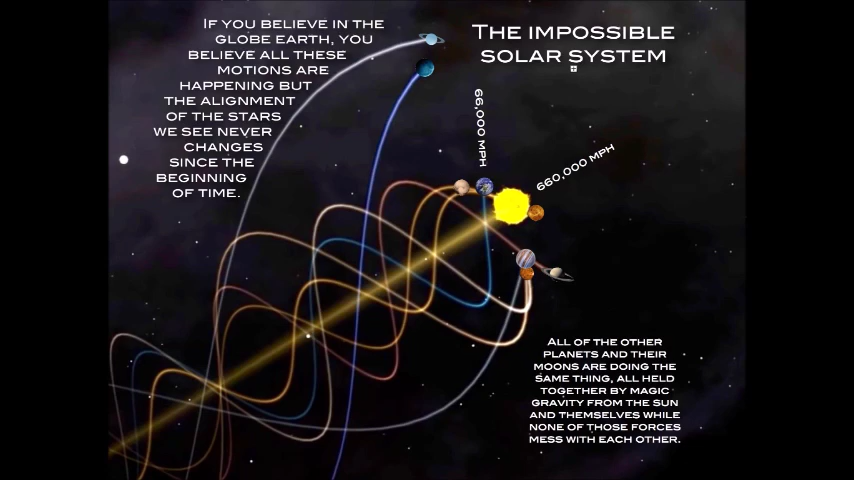 If you believe in the
globe earth, you
believe all these
motions are
happening but
the alignment
of the stars
we see never
changes
since the
beginning
of time.
The impossible
solar system
66,000 mph
660,000 mph
All of the other
planets and their
moons are doing the
same thing, all held
together by magic
gravity from the sun
and themselves while
none of those forces
mess with each other.